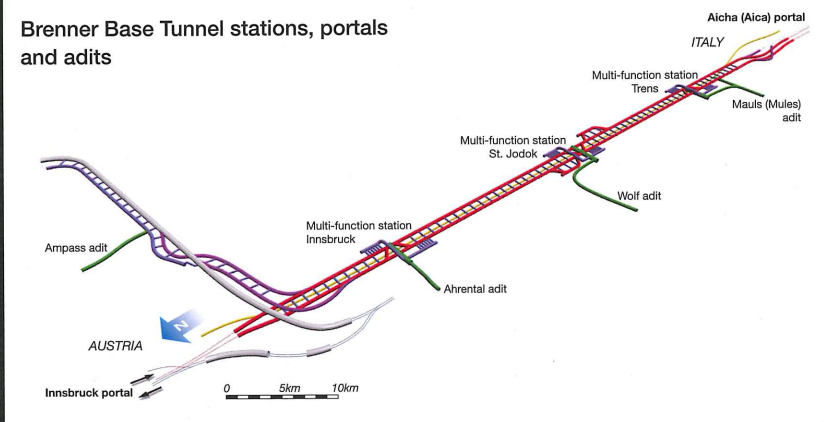 Brenner Base Tunnel stations, portals
and adits
Aicha (Aica) portal
ITALY
Multi-function station
Trens
Mauls (Mules)
adit
Multi-function station
St. Jodok
Wolf adit
Multi-function station
Innsbruck
Ampass adit
Ahrental adit
N
AUSTRIA
Innsbruck portal
0 5km 10km